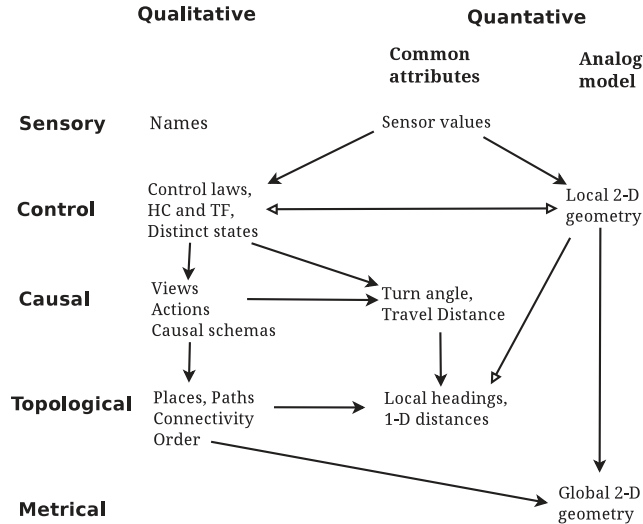 Qualitative
Quantative
Common
attributes
Analog
model
Sensory
Names
Sensor values
Control
Control laws,
HC and TF,
Distinct states
Local 2-D
geometry
Causal
Views
Actions
Causal schemas
Turn angle,
Travel Distance
Topological
Places, Paths
Connectivity
Order
Local headings,
1-D distances
Metrical
Global 2-D
geometry